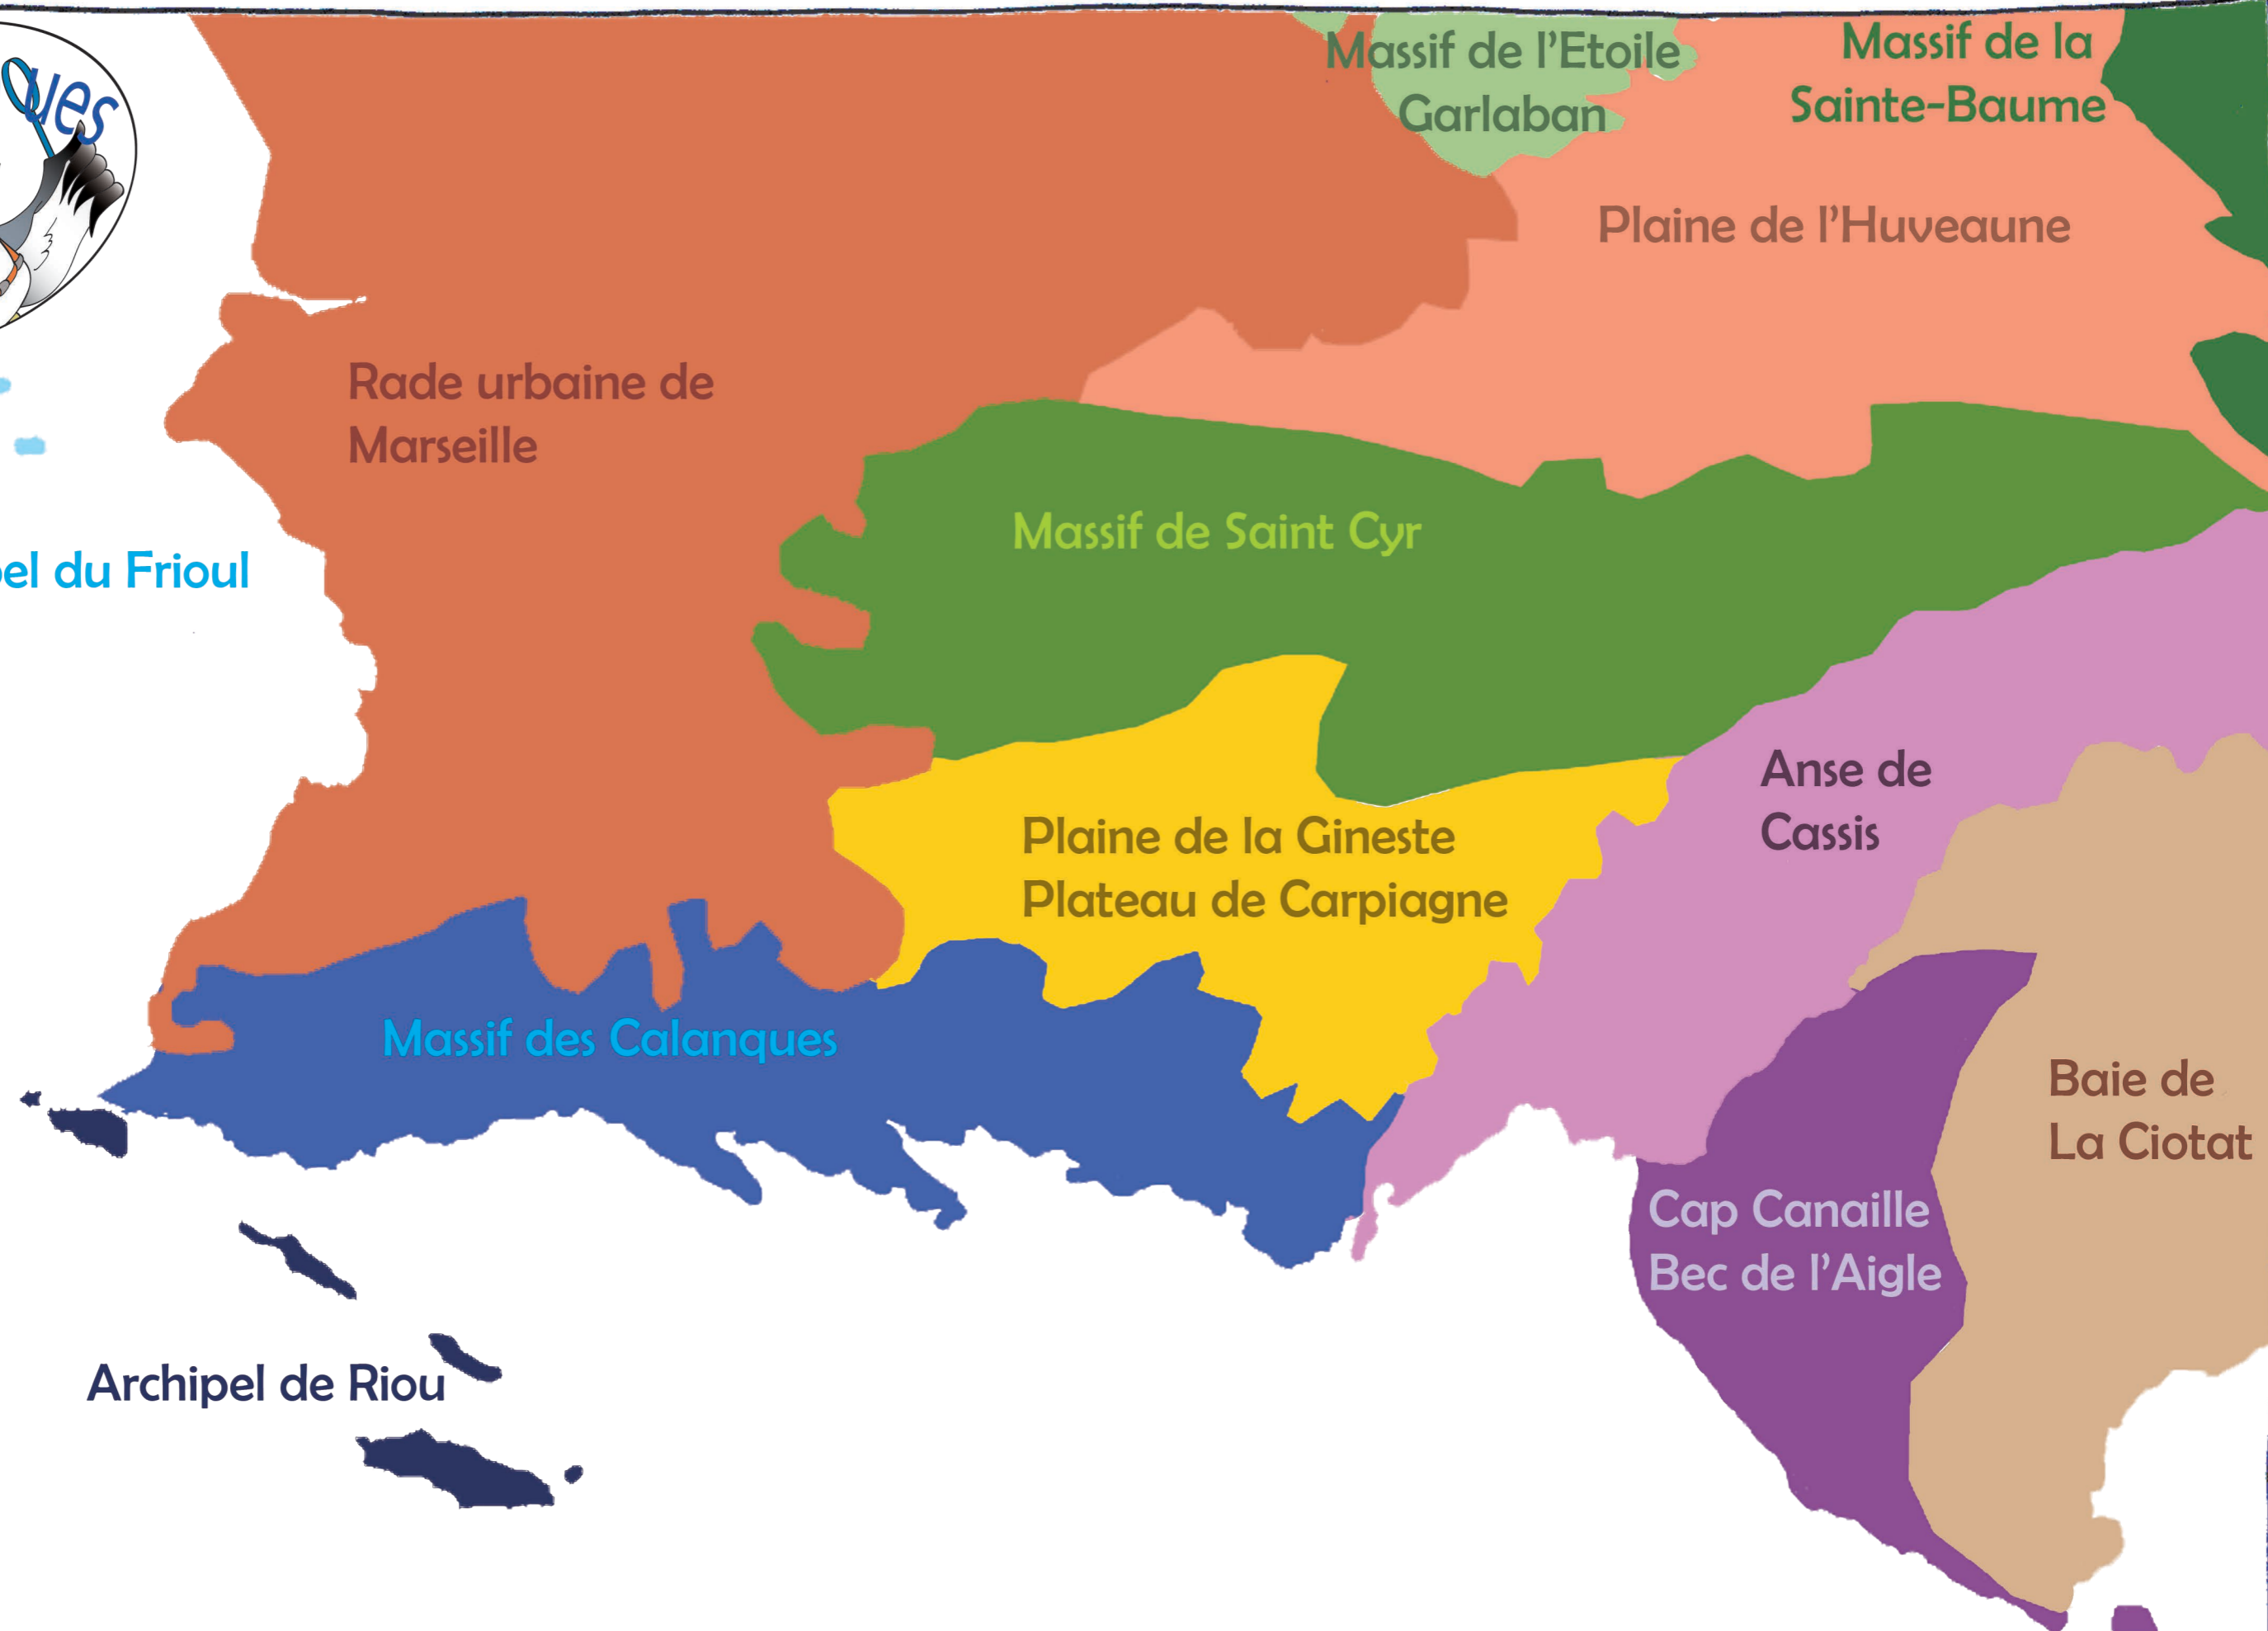 Massif de l'Etoile
Garlaban
Massif de la
Sainte-Baume
Plaine de l'Huveaune
Rade urbaine de
Marseille
Massif de Saint Cyr
du Frioul
Anse de
Cassis
Plaine de la Gineste
Plateau de Carpiagne
Massif des Calanques
Baie de
La Ciotat
Cap Canaille
Bec de l'Aigle
Archipel de Riou